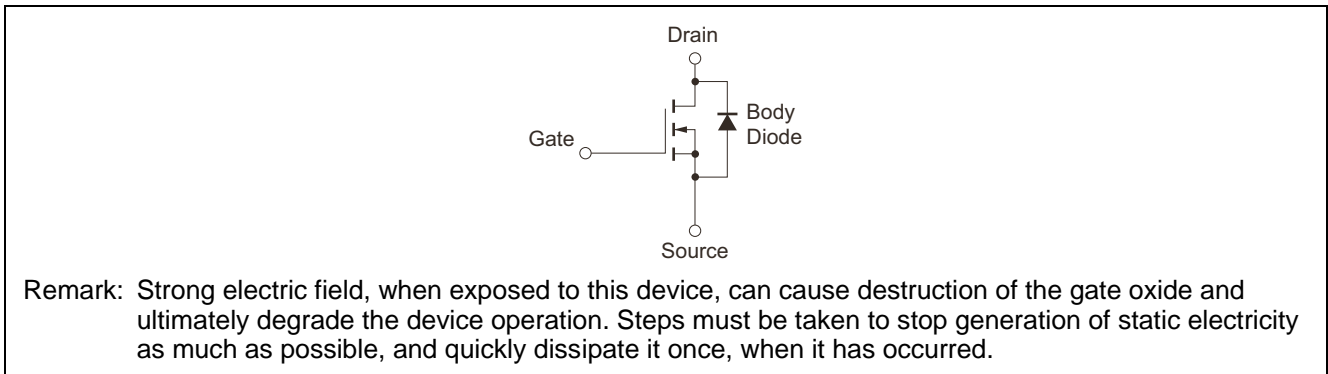 Drain
Body
Diode
Gate
Source
Remark: Strong electric field, when exposed to this device, can cause destruction of the gate oxide and
ultimately degrade the device operation. Steps must be taken to stop generation of static electricity
as much as possible, and quickly dissipate it once, when it has occurred.